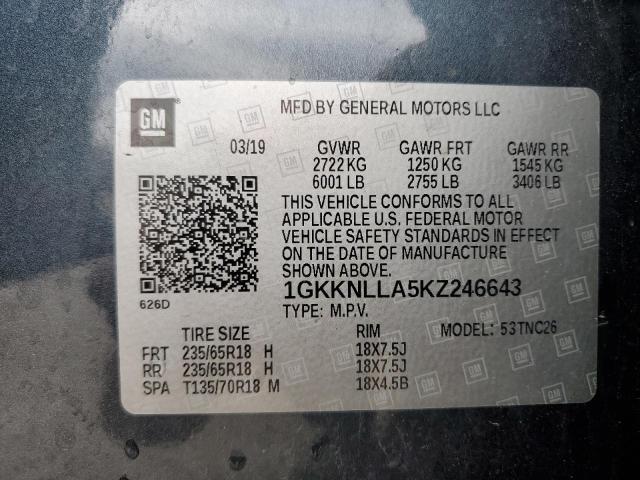 GM
MFD BY GENERAL MOTORS LLC
03/19 GVWR GAWR FRT GAWR RR
2722 KG 1250 KG 1545 KG
6001 LB 2755 LB 3406 LB
THIS VEHICLE CONFORMS TO ALL
APPLICABLE U.S. FEDERAL MOTOR
VEHICLE SAFETY STANDARDS IN EFFECT
ON THE DATE OF MANUFACTURE
SHOWN ABOVE.
626D
1GKKNLLA5KZ246643
TYPE: M.P.V.
TIRE SIZE RIM MODEL: 53TNC26
FRT 235/65R18 H 18X7.5J
RR 235/65R18 H 18X7.5J
SPA T135/70R18 M 18X4.5B